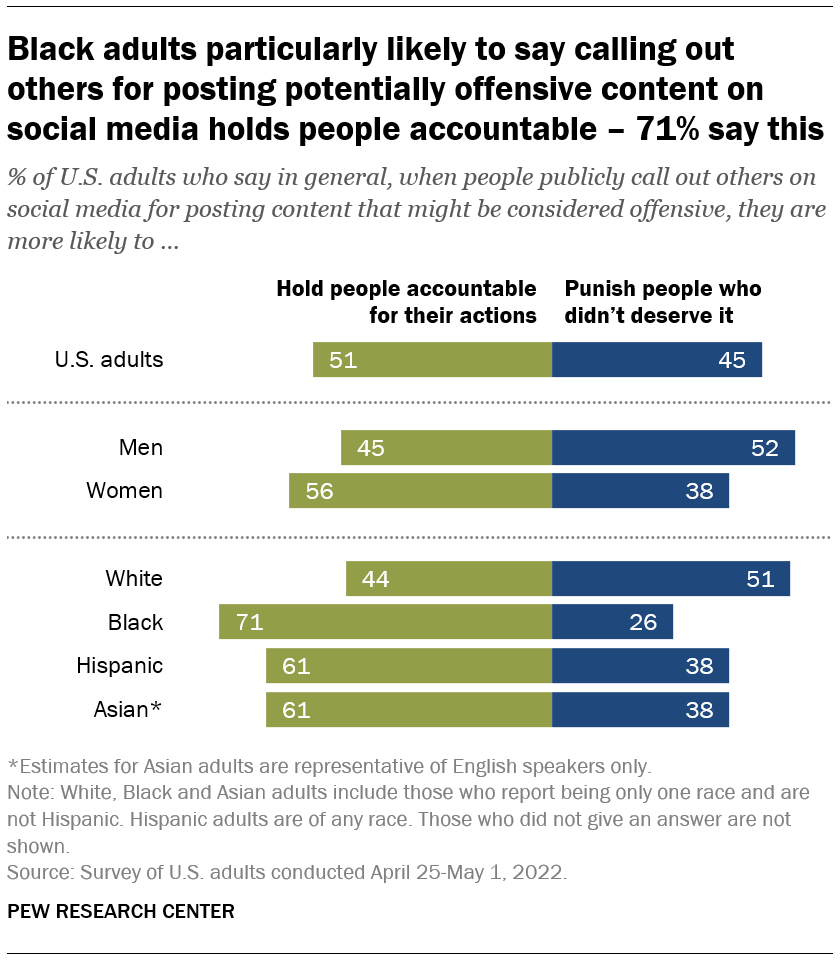 Black adults particularly likely to say calling out
others for posting potentially offensive content on
social media holds people accountable – 71% say this
% of U.S. adults who say in general, when people publicly call out others on
social media for posting content that might be considered offensive, they are
more likely to ...
Hold people accountable for their actions
Punish people who didn't deserve it
U.S. adults 51 45
Men 45 52
Women 56 38
White 44 51
Black 71 26
Hispanic 61 38
Asian* 61 38
*Estimates for Asian adults are representative of English speakers only.
Note: White, Black and Asian adults include those who report being only one race and are
not Hispanic. Hispanic adults are of any race. Those who did not give an answer are not
shown.
Source: Survey of U.S. adults conducted April 25-May 1, 2022.
PEW RESEARCH CENTER